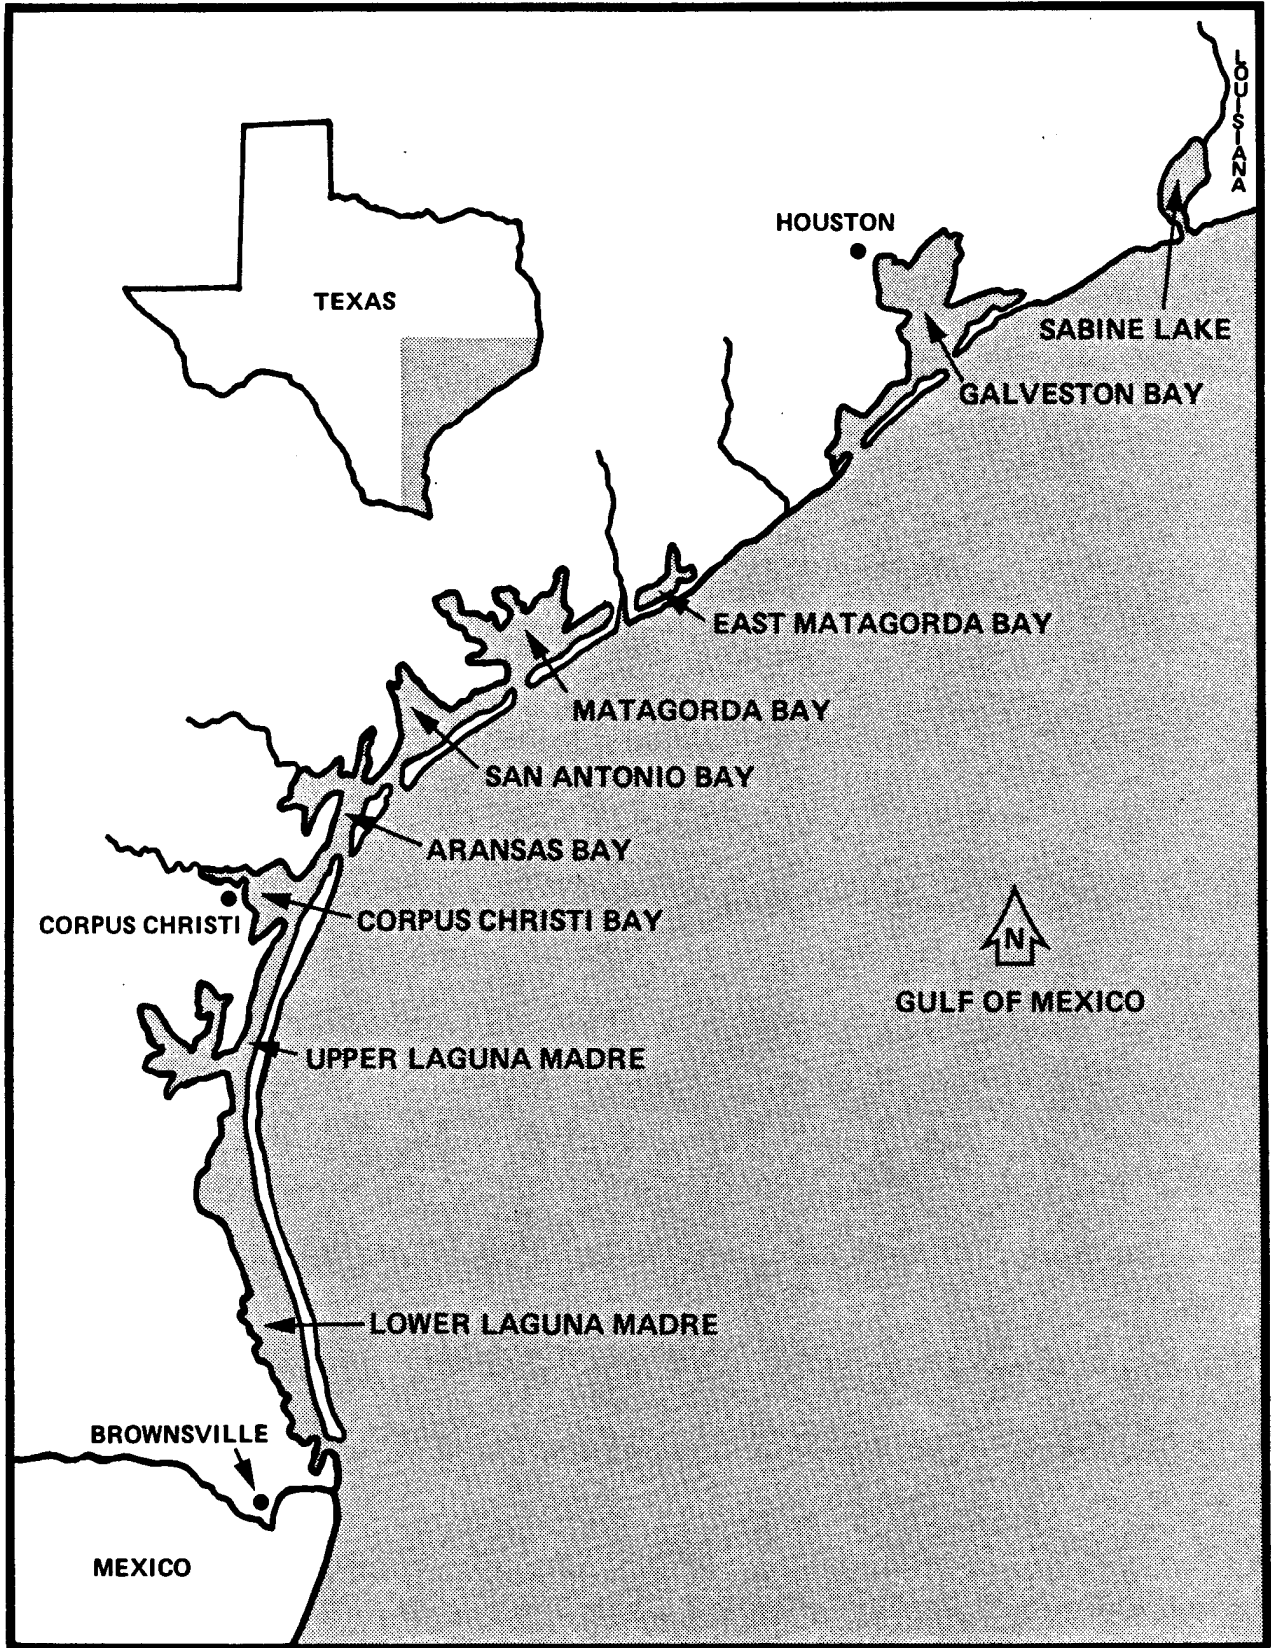 LOUISIANA
HOUSTON
TEXAS
SABINE LAKE
GALVESTON BAY
EAST MATAGORDA BAY
MATAGORDA BAY
SAN ANTONIO BAY
ARANSAS BAY
CORPUS CHRISTI
CORPUS CHRISTI BAY
N
GULF OF MEXICO
UPPER LAGUNA MADRE
LOWER LAGUNA MADRE
BROWNSVILLE
MEXICO